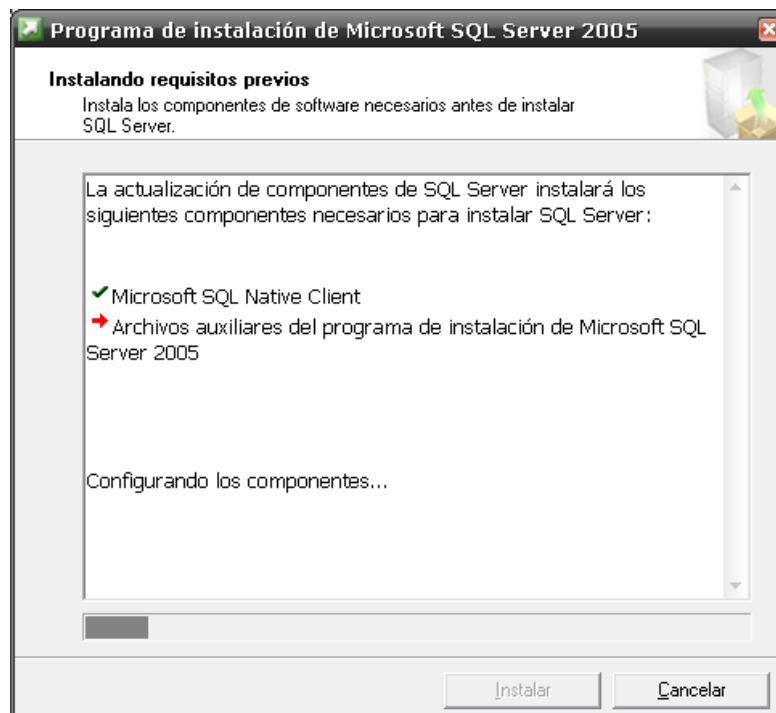 Programa de instalación de Microsoft SQL Server 2005
Instalando requisitos previos
Instala los componentes de software necesarios antes de instalar
SQL Server.
La actualización de componentes de SQL Server instalará los
siguientes componentes necesarios para instalar SQL Server:
Microsoft SQL Native Client
Archivos auxiliares del programa de instalación de Microsoft SQL
Server 2005
Configurando los componentes...
Instalar
Cancelar